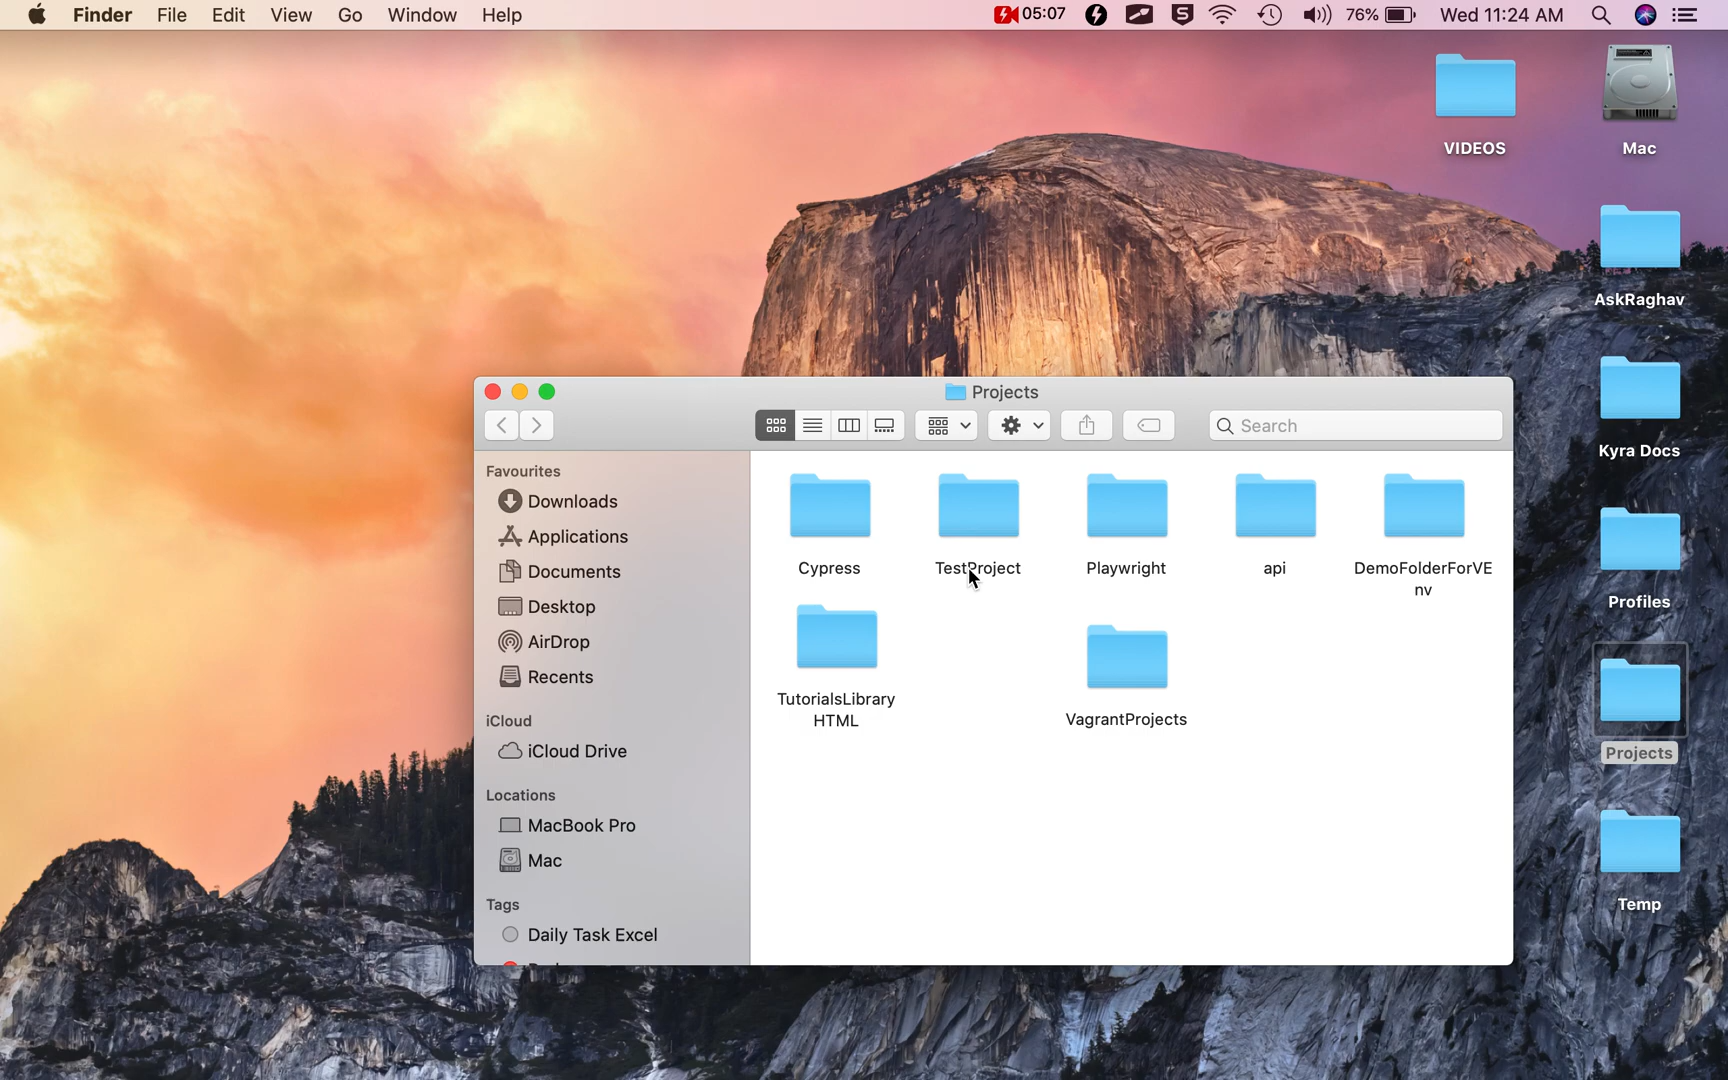 Finder File Edit View Go Window Help 05:07 76% Wed 11:24 AM
VIDEOS
Mac
AskRaghav
Kyra Docs
Profiles
Projects
Temp
Projects
Search
Favourites
Downloads
Applications
Documents
Desktop
AirDrop
Recents
iCloud
iCloud Drive
Locations
MacBook Pro
Mac
Tags
Daily Task Excel
Cypress
TestProject
Playwright
api
DemoFolderForVE
nv
TutorialsLibrary
HTML
VagrantProjects